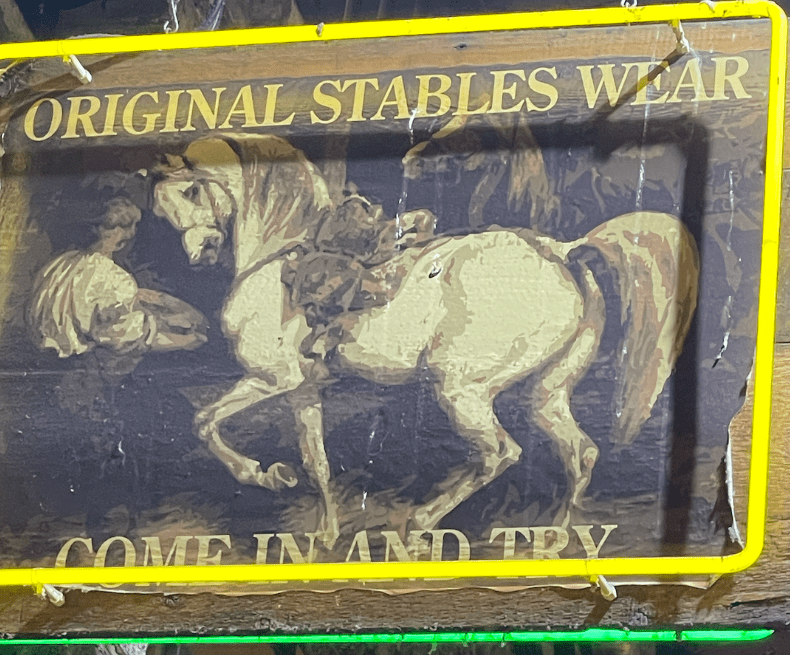 ORIGINAL STABLES WEAR
COME IN AND TRY